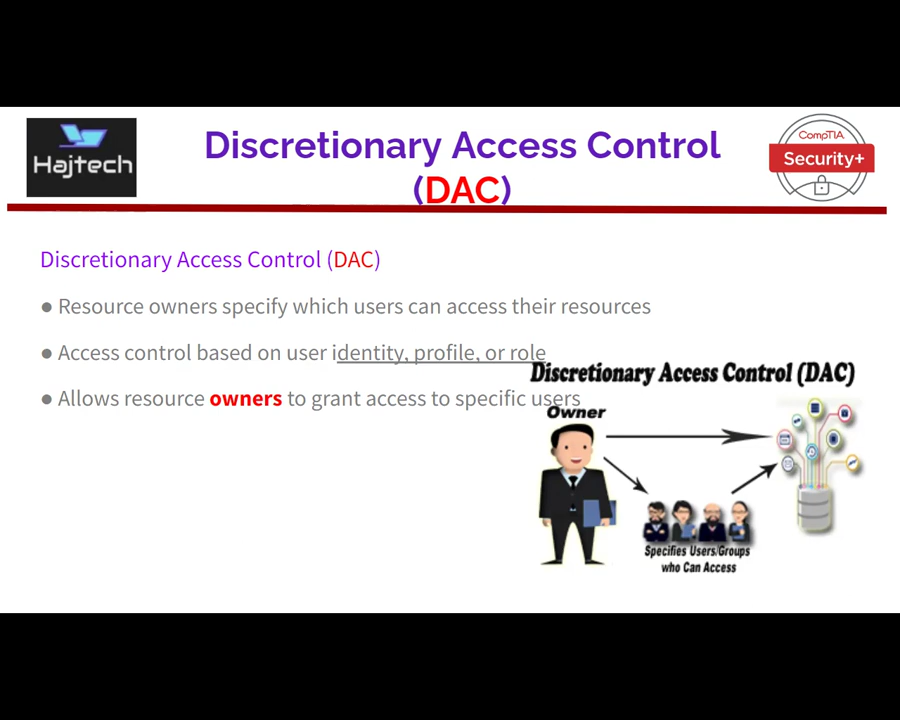 Hajtech
Discretionary Access Control
(DAC)
CompTIA
Security+
Discretionary Access Control (DAC)
● Resource owners specify which users can access their resources
● Access control based on user identity, profile, or role
● Allows resource owners to grant access to specific users
Discretionary Access Control (DAC)
Owner
Specifies Users/Groups
who Can Access